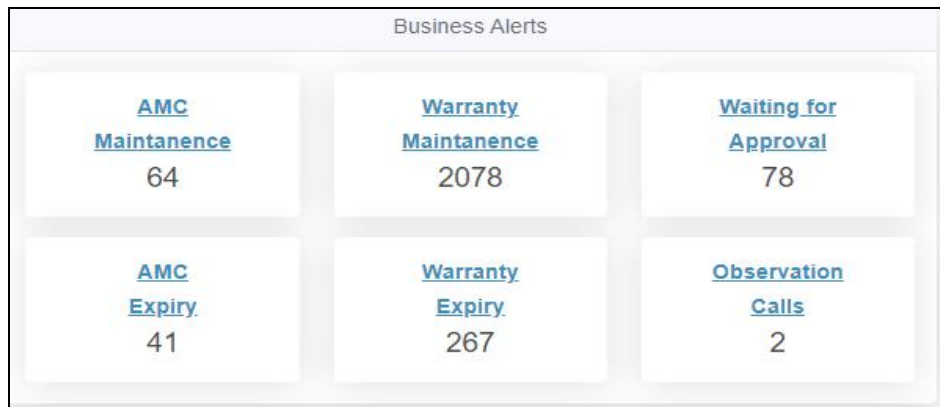 Business Alerts
AMC
Maintanence
64
Warranty
Maintanence
2078
Waiting for
Approval
78
AMC
Expiry
41
Warranty
Expiry
267
Observation
Calls
2